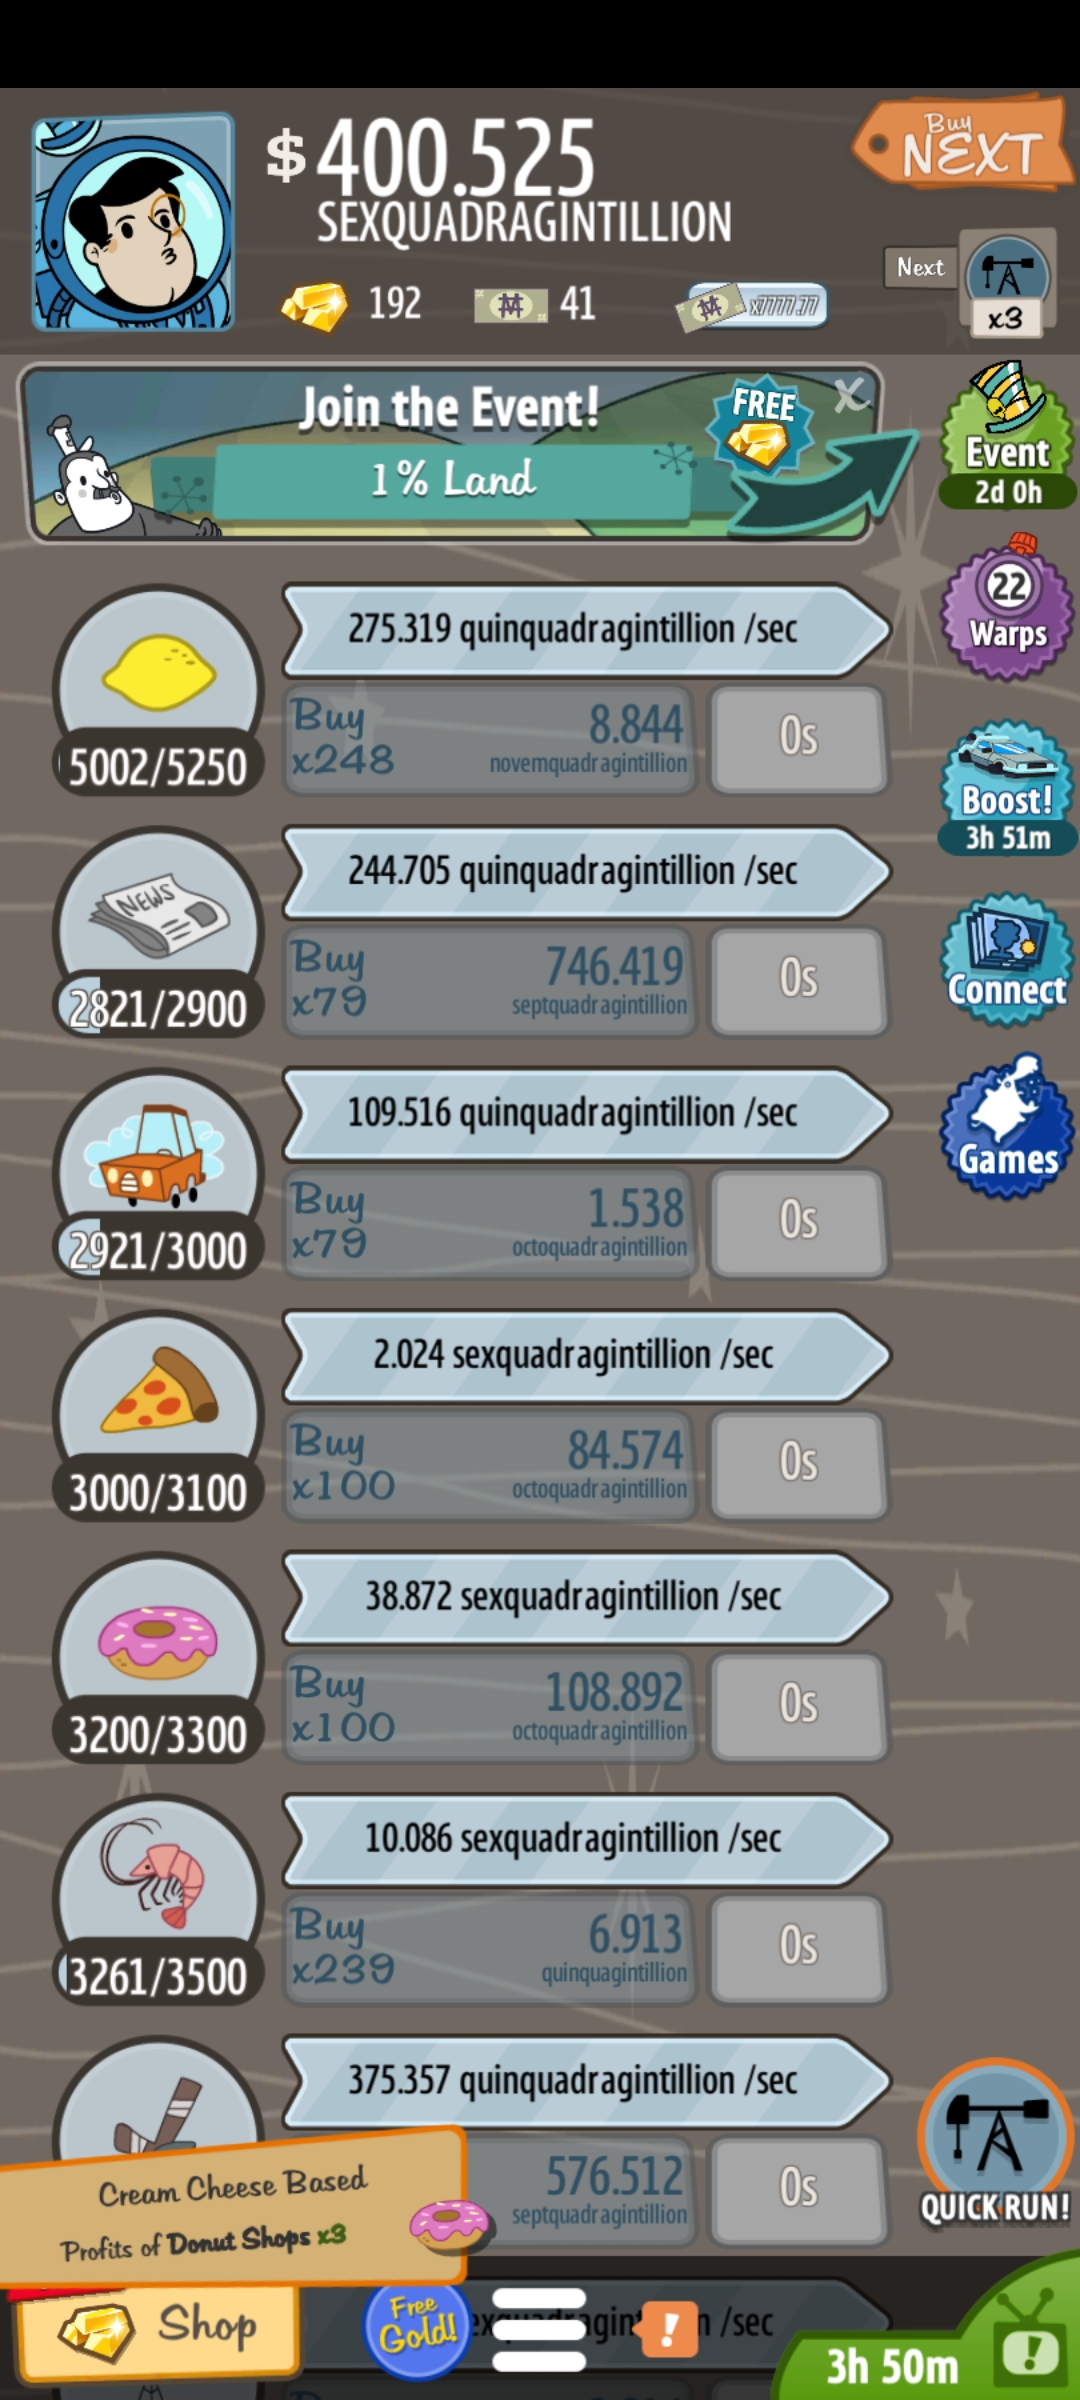 $400.525
SEXQUADRAGINTILLION
192
41
x7777.77
Buy
NEXT
Next
x3
Join the Event!
1% Land
FREE
X
Event
2d 0h
22
Warps
Boost!
3h 51m
Connect
Games
275.319 quinquadragintillion /sec
Buy
x248
8.844
novemquadragintillion
0s
5002/5250
NEWS
244.705 quinquadragintillion /sec
Buy
x79
746.419
septquadragintillion
0s
2821/2900
109.516 quinquadragintillion /sec
Buy
x79
1.538
octoquadragintillion
0s
2921/3000
2.024 sexquadragintillion /sec
Buy
x100
84.574
octoquadragintillion
0s
3000/3100
38.872 sexquadragintillion /sec
Buy
x100
108.892
octoquadragintillion
0s
3200/3300
10.086 sexquadragintillion /sec
Buy
x239
6.913
quinquagintillion
0s
3261/3500
375.357 quinquadragintillion /sec
576.512
septquadragintillion
0s
QUICK RUN!
Cream Cheese Based
Profits of Donut Shops x3
Shop
Free
Gold!
!
/sec
3h 50m
!